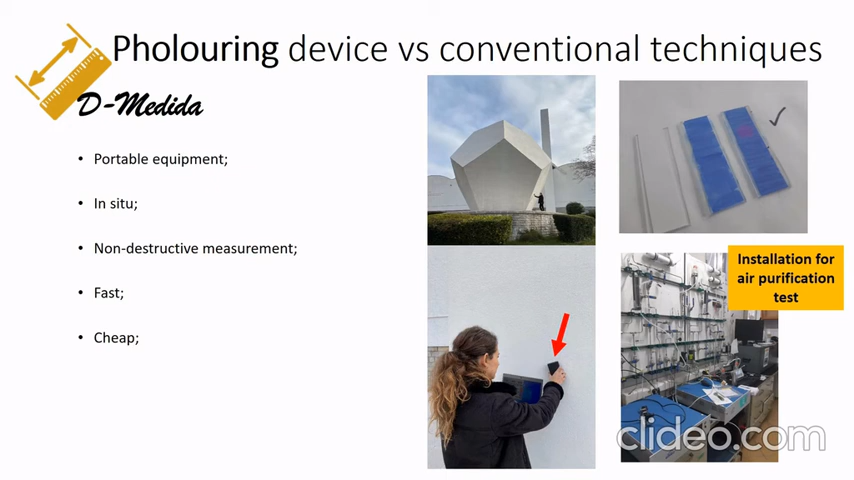 Pholouring device vs conventional techniques
D-Medida
• Portable equipment;
• In situ;
• Non-destructive measurement;
• Fast;
• Cheap;
Installation for
air purification
test
clideo.com